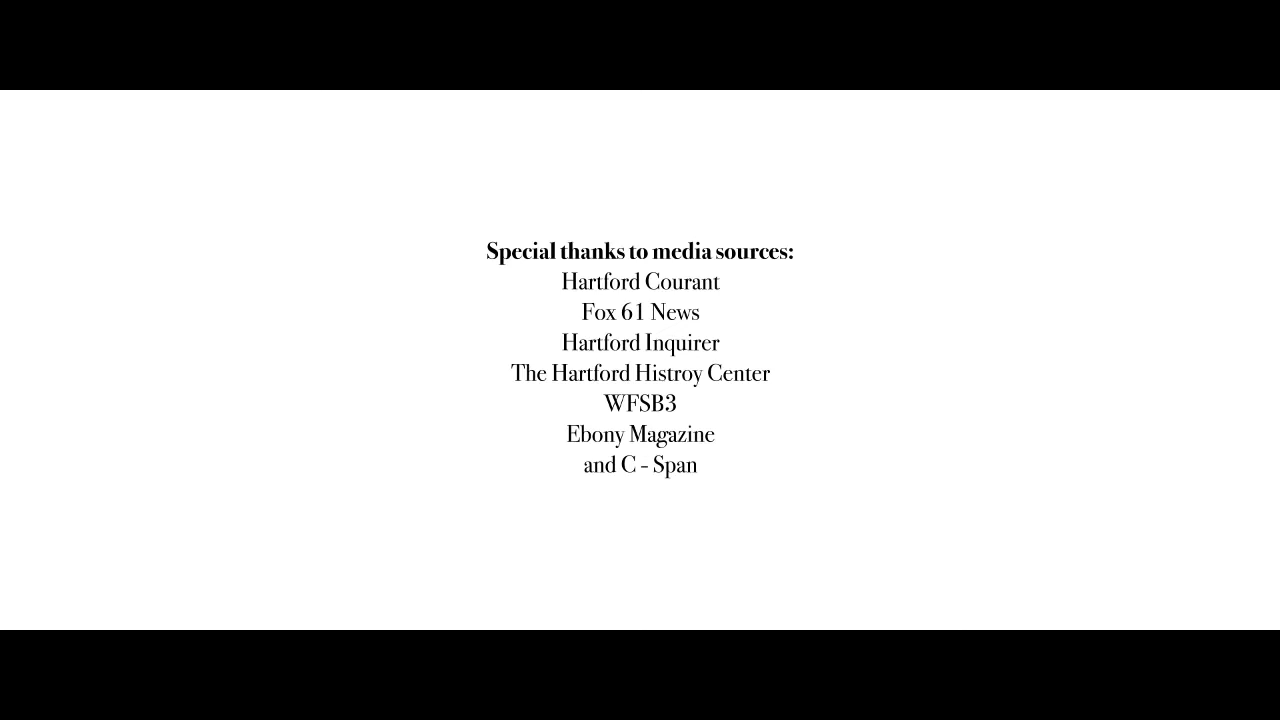 Special thanks to media sources:
Hartford Courant
Fox 61 News
Hartford Inquirer
The Hartford Histroy Center
WFSB3
Ebony Magazine
and C - Span